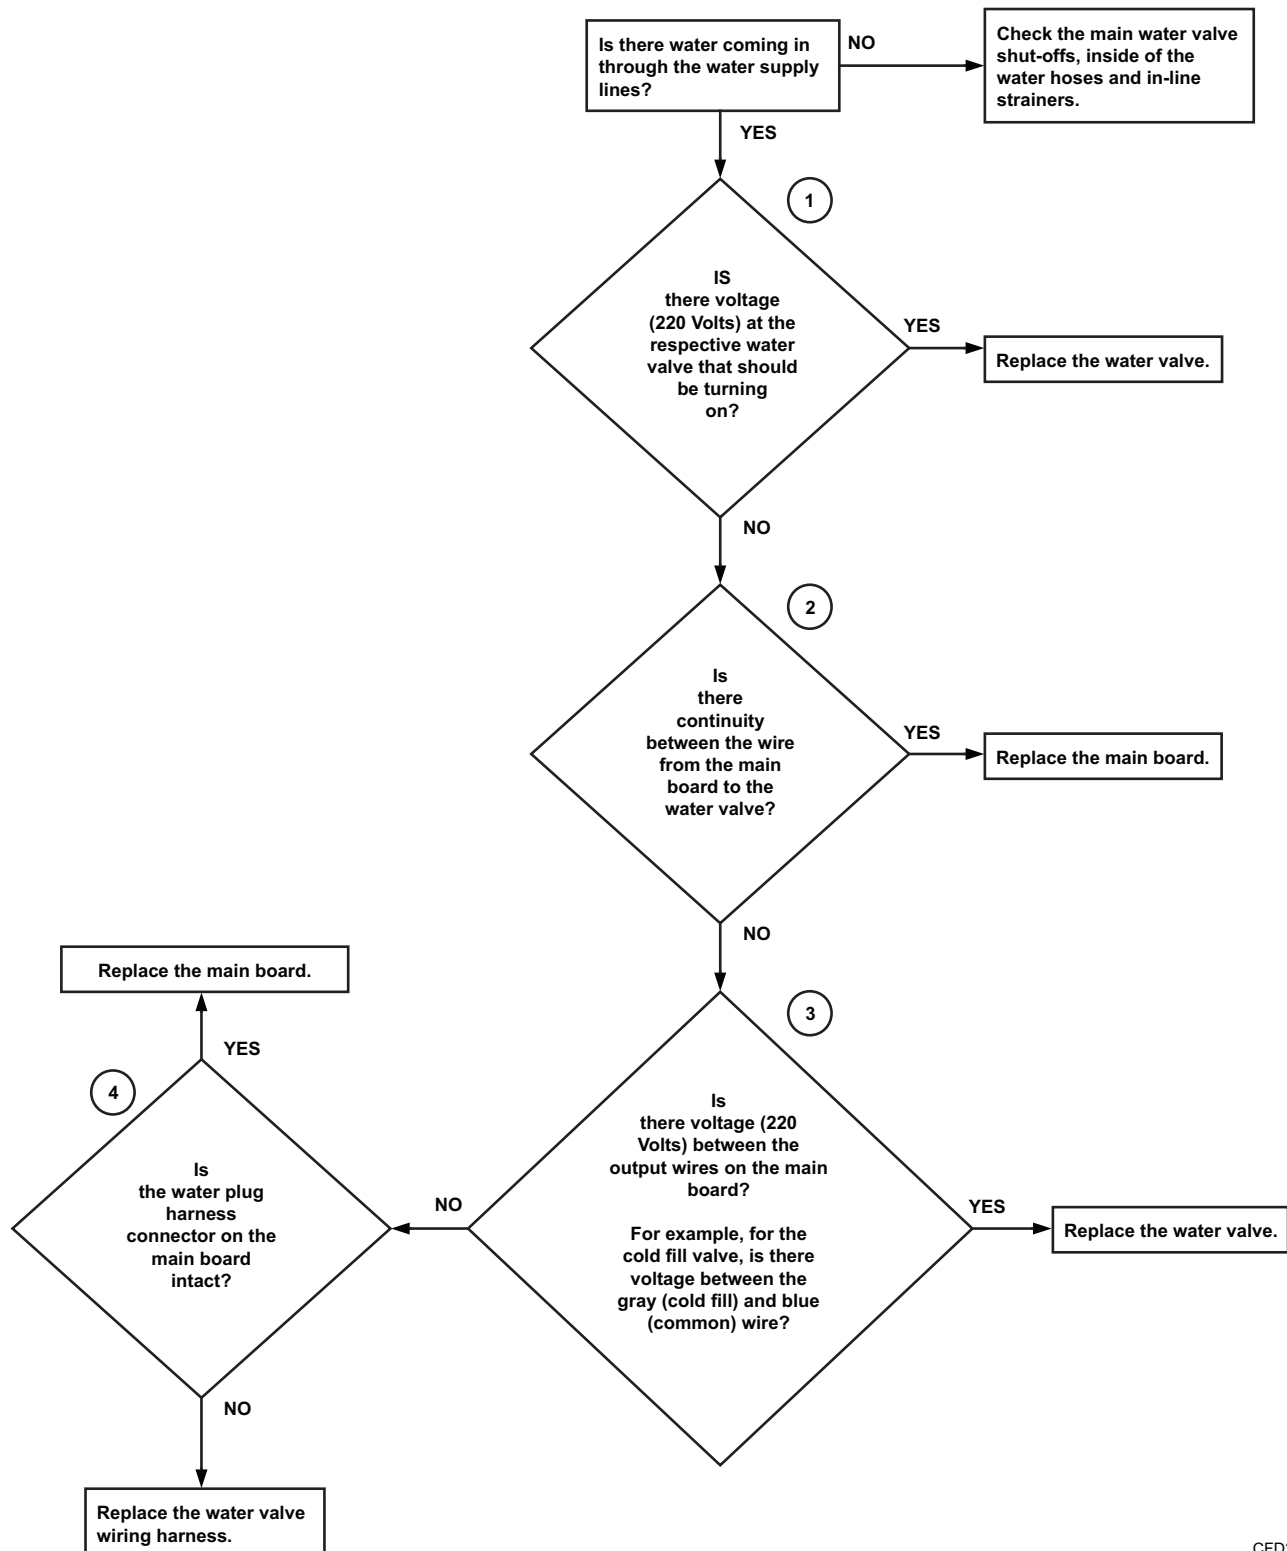 Is there water coming in
through the water supply
lines?
NO
Check the main water valve
shut-offs, inside of the
water hoses and in-line
strainers.
YES
1
IS
there voltage
(220 Volts) at the
respective water
valve that should
be turning
on?
YES
Replace the water valve.
NO
2
Is
there
continuity
between the wire
from the main
board to the
water valve?
YES
Replace the main board.
NO
3
Is
there voltage (220
Volts) between the
output wires on the main
board?
For example, for the
cold fill valve, is there
voltage between the
gray (cold fill) and blue
(common) wire?
YES
Replace the water valve.
NO
4
Is
the water plug
harness
connector on the
main board
intact?
YES
Replace the main board.
NO
Replace the water valve
wiring harness.